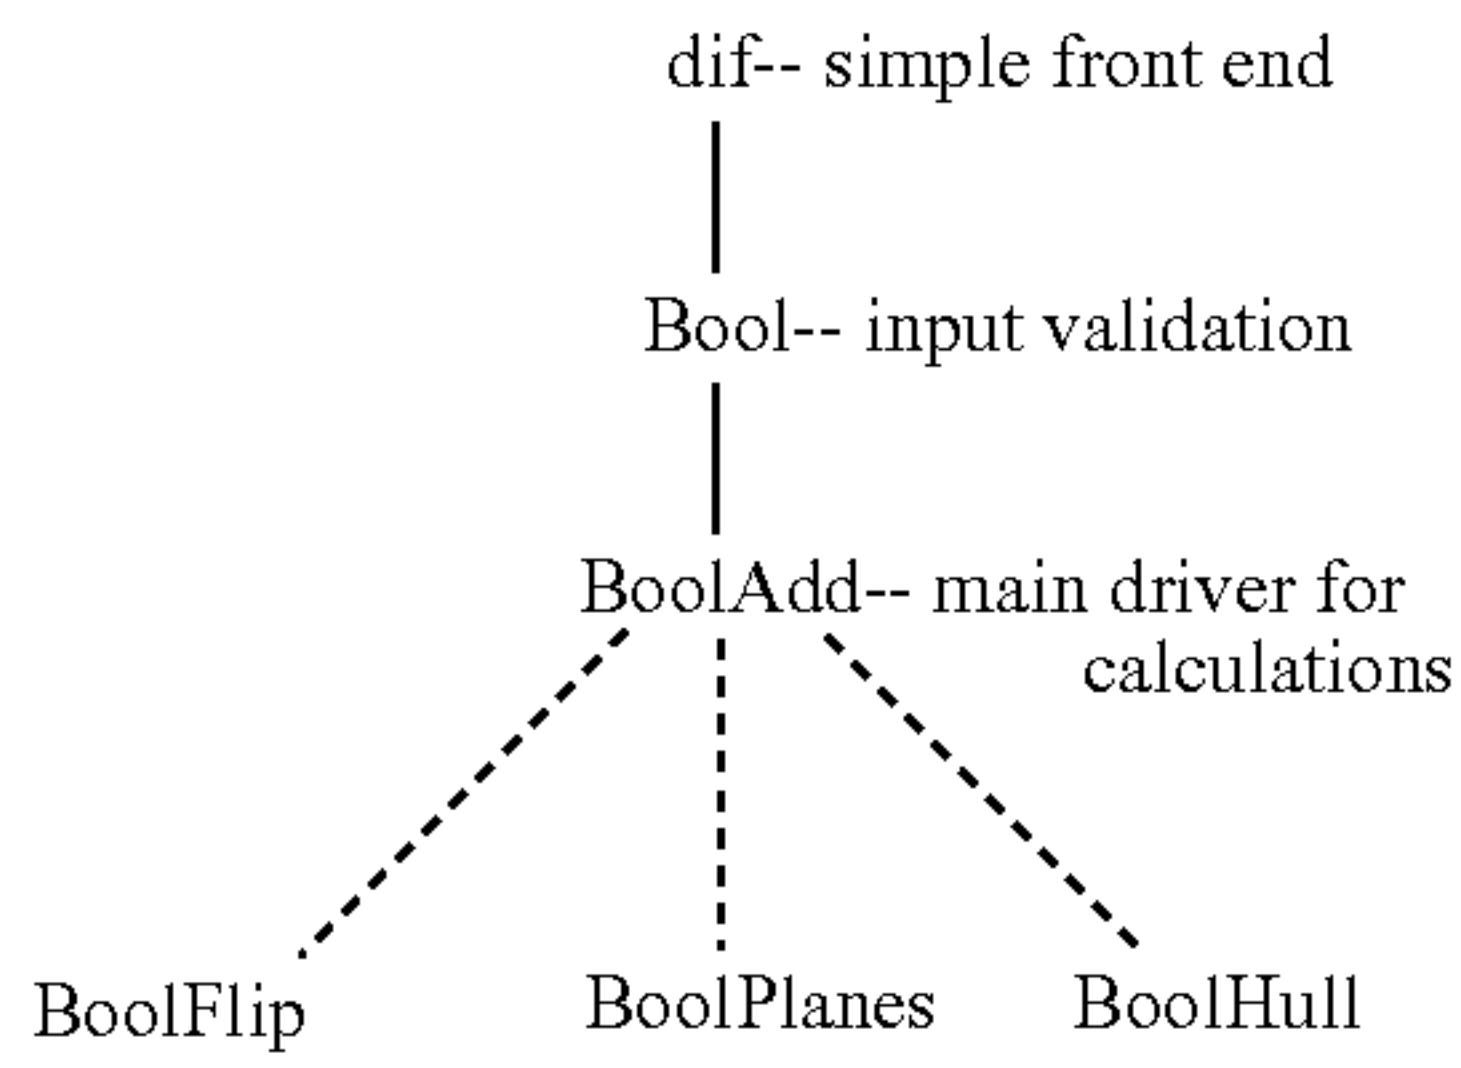 dif-- simple front end
Bool-- input validation
BoolAdd-- main driver for
calculations
BoolFlip
BoolPlanes
BoolHull